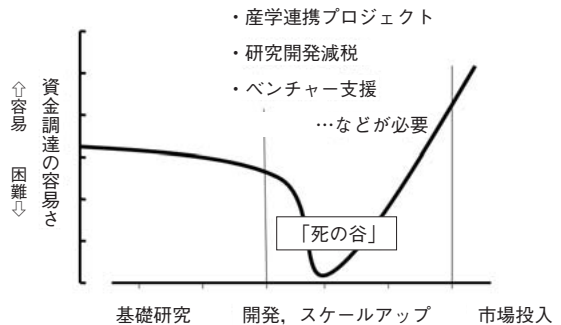 ・産学連携プロジェクト
・研究開発減税
・ベンチャー支援
…などが必要
⇧容易 困難⇩
資金調達の容易さ
「死の谷」
基礎研究 開発，スケールアップ 市場投入